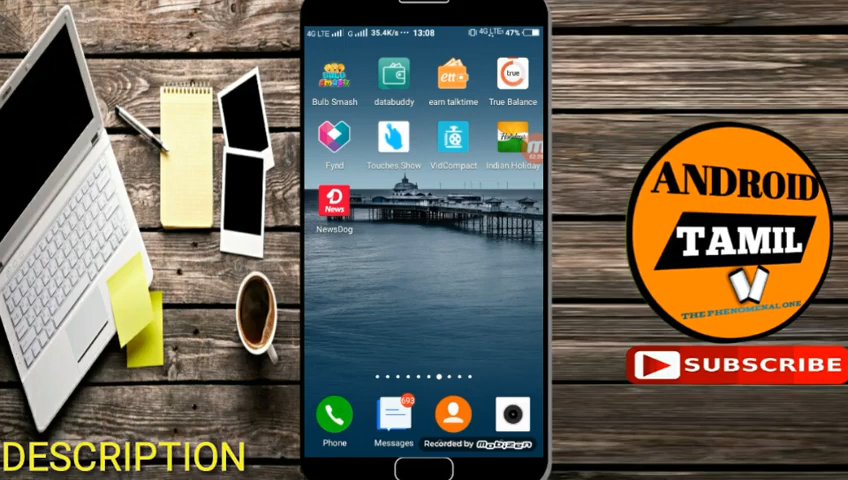 4G LTE G 35.4K/s ··· 13:08 4G LTE 47%
Bulb Smash databuddy earn talktime True Balance
Fynd Touches Show VidCompact Indian Holiday
NewsDog
693
Phone Messages
Recorded by MOBIZEN
DESCRIPTION
ANDROID
TAMIL
THE PHENOMENAL ONE
SUBSCRIBE